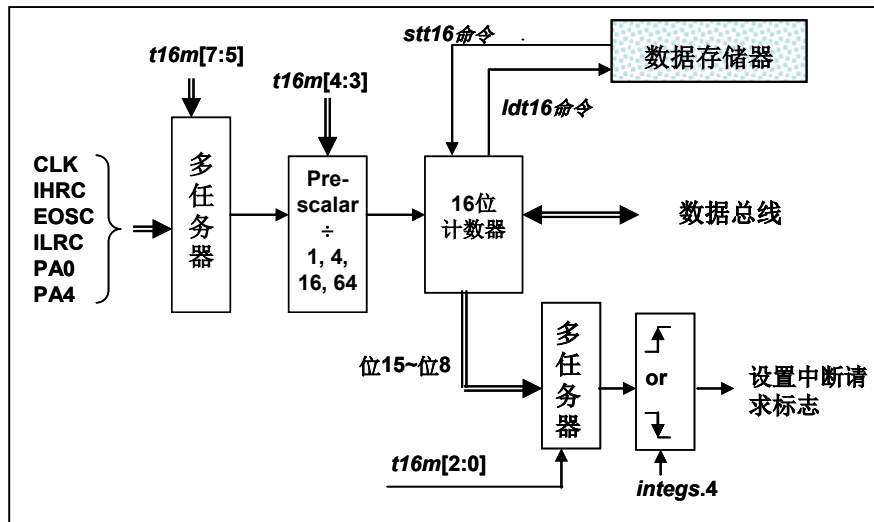 stt16命令
数据存储器
t16m[7:5]
t16m[4:3]
ldt16命令
CLK
IHRC
EOSC
ILRC
PA0
PA4
多
任
务
器
Pre-
scalar
÷
1, 4,
16, 64
16位
计数器
数据总线
位15~位8
多
任
务
器
or
设置中断请
求标志
t16m[2:0]
integs.4